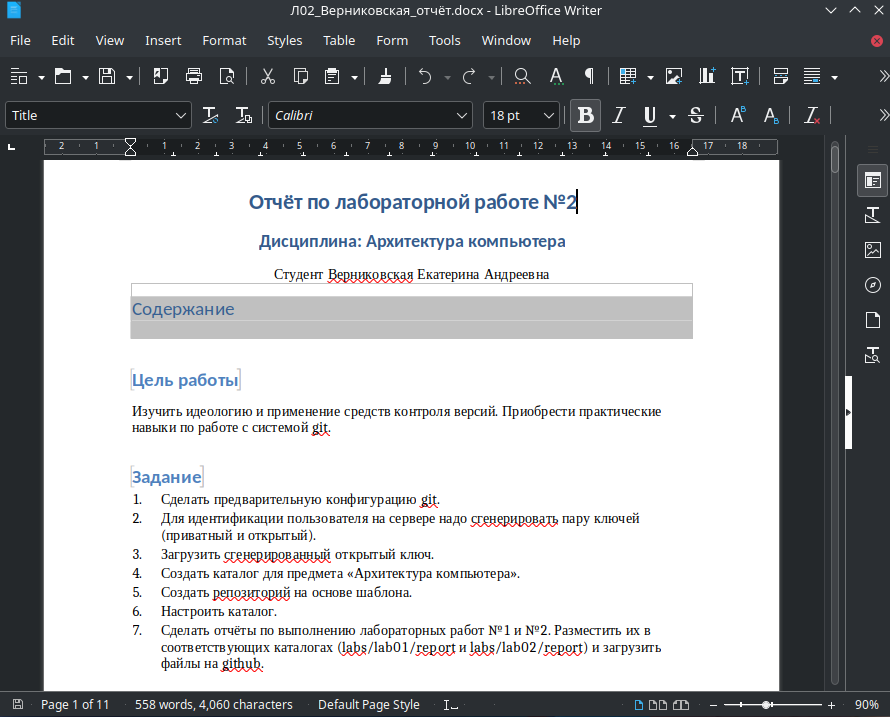 Л02_Верниковская_отчёт.docx - LibreOffice Writer
File Edit View Insert Format Styles Table Form Tools Window Help
Title Calibri 18 pt B I U S A B A B
2 1 1 2 3 4 5 6 7 8 9 10 11 12 13 14 15 16 17 18
Отчёт по лабораторной работе №2
Дисциплина: Архитектура компьютера
Студент Верниковская Екатерина Андреевна
Содержание
Цель работы
Изучить идеологию и применение средств контроля версий. Приобрести практические
навыки по работе с системой git.
Задание
1. Сделать предварительную конфигурацию git.
2. Для идентификации пользователя на сервере надо сгенерировать пару ключей
(приватный и открытый).
3. Загрузить сгенерированный открытый ключ.
4. Создать каталог для предмета «Архитектура компьютера».
5. Создать репозиторий на основе шаблона.
6. Настроить каталог.
7. Сделать отчёты по выполнению лабораторных работ №1 и №2. Разместить их в
соответствующих каталогах (labs/lab01/report и labs/lab02/report) и загрузить
файлы на github.
Page 1 of 11 558 words, 4,060 characters Default Page Style 90%